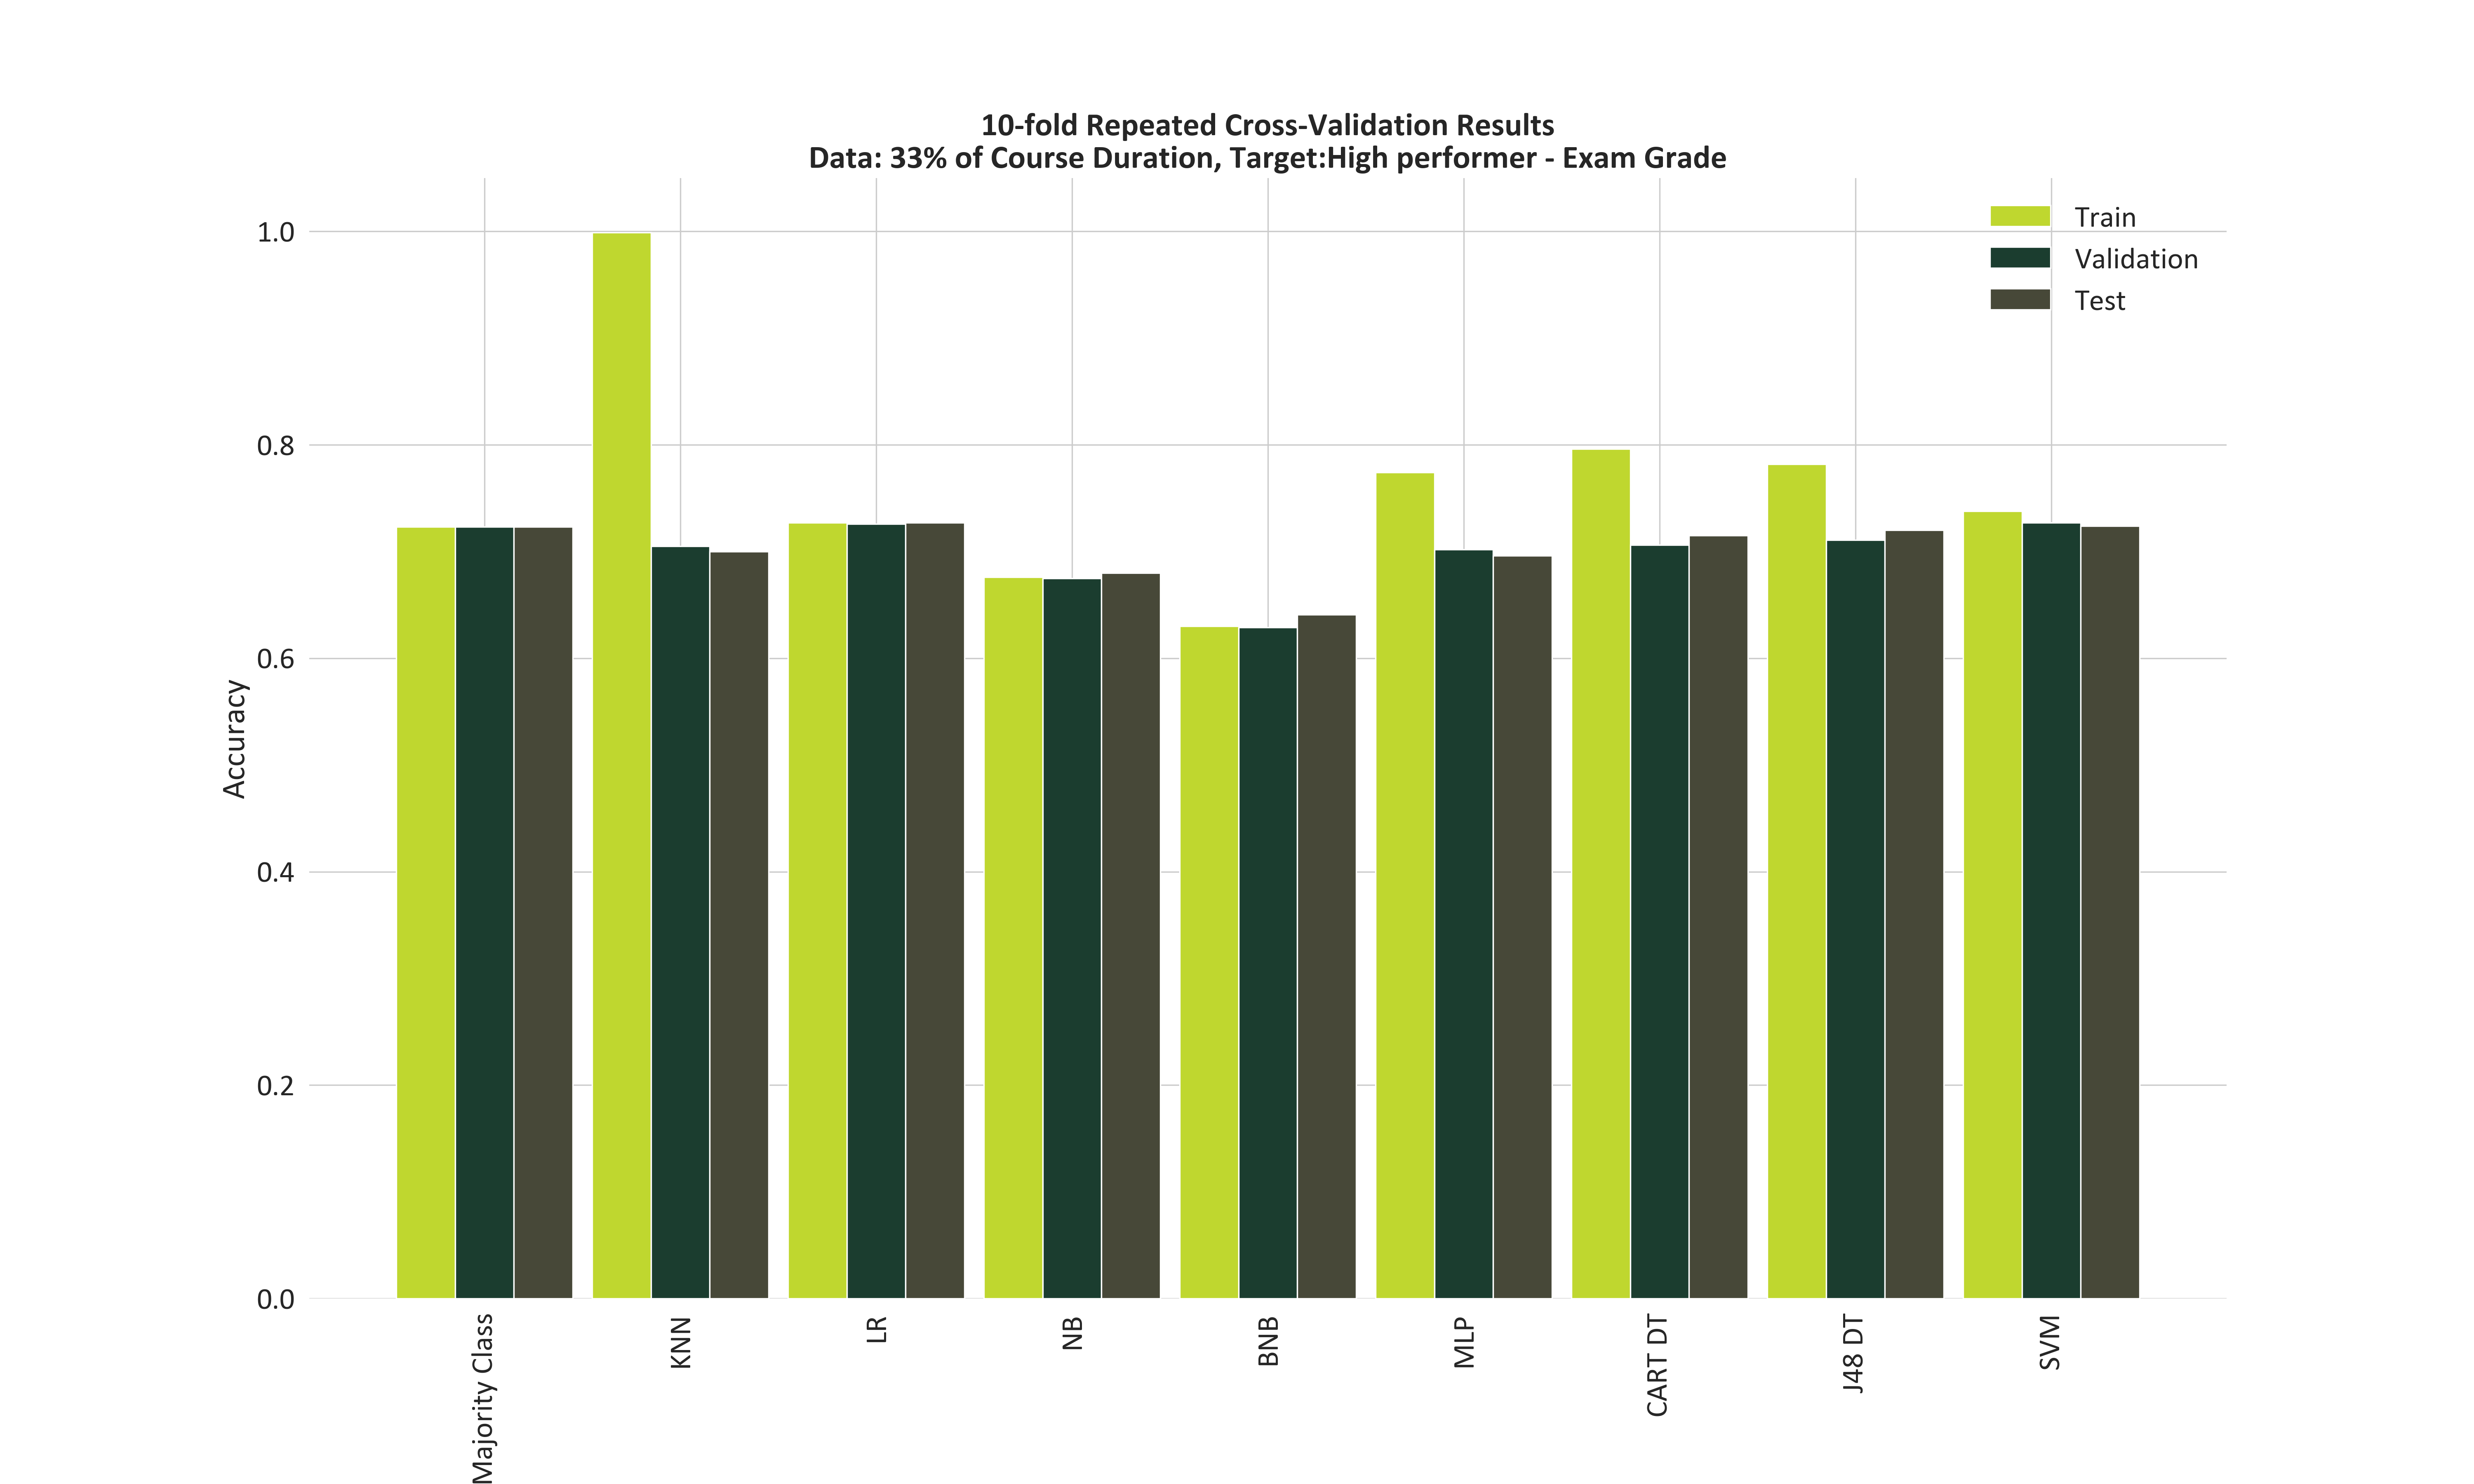 10-fold Repeated Cross-Validation Results
Data: 33% of Course Duration, Target:High performer - Exam Grade
Train
Validation
Test
1.0
0.8
0.6
0.4
0.2
0.0
Accuracy
Majority Class
KNN
LR
NB
BNB
MLP
CART DT
J48 DT
SVM